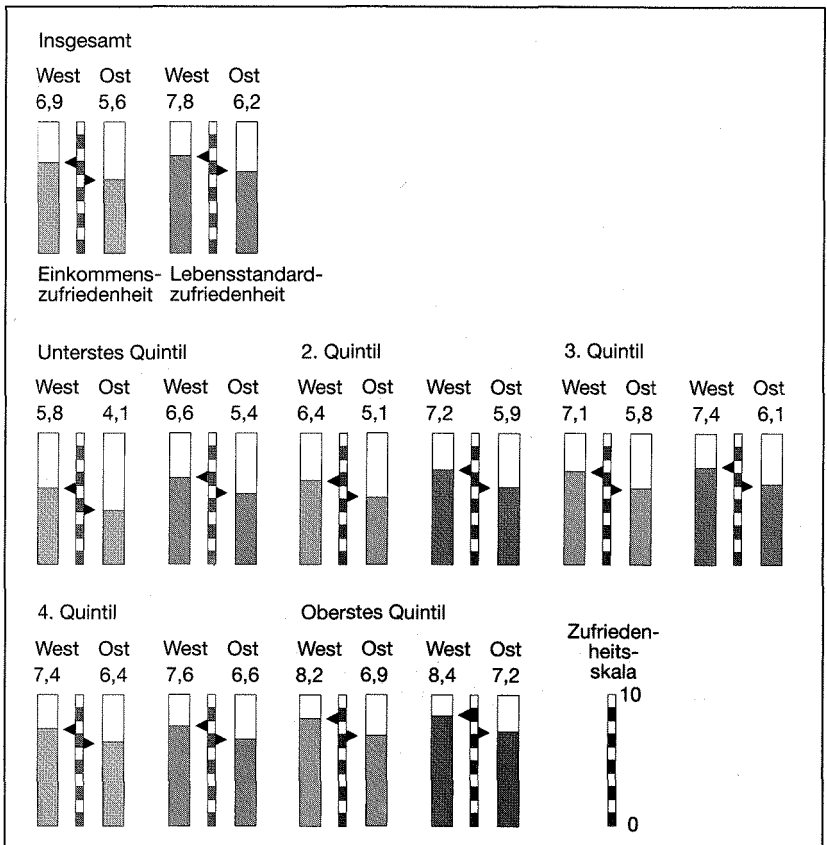 Insgesamt
West Ost West Ost
6,9 5,6 7,8 6,2
Einkommens- Lebensstandard-
zufriedenheit zufriedenheit
Unterstes Quintil 2. Quintil 3. Quintil
West Ost West Ost West Ost West Ost West Ost West Ost
5,8 4,1 6,6 5,4 6,4 5,1 7,2 5,9 7,1 5,8 7,4 6,1
4. Quintil Oberstes Quintil
West Ost West Ost West Ost West Ost
7,4 6,4 7,6 6,6 8,2 6,9 8,4 7,2
Zufrieden-
heits-
skala
10
0